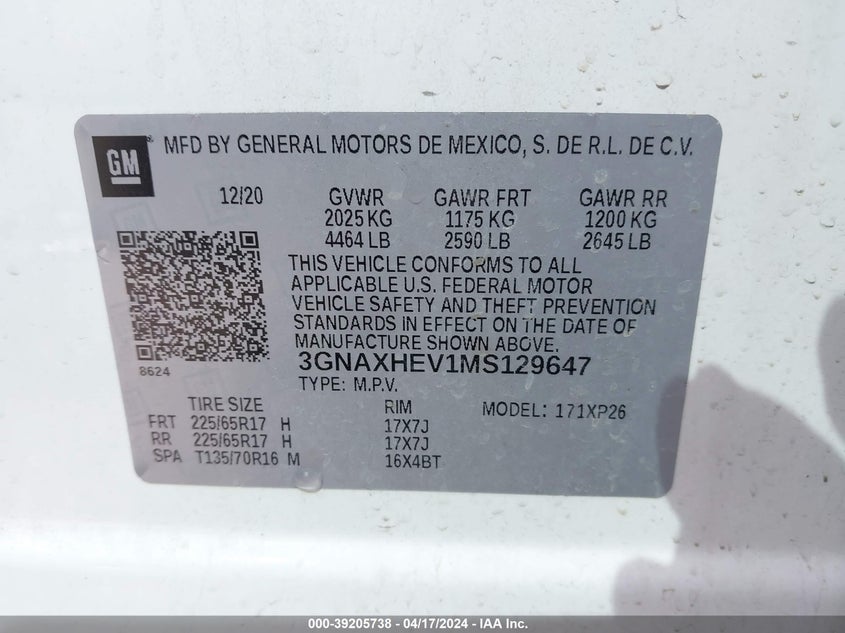 GM
MFD BY GENERAL MOTORS DE MEXICO, S. DE R.L. DE C.V.
12/20 GVWR GAWR FRT GAWR RR
2025 KG 1175 KG 1200 KG
4464 LB 2590 LB 2645 LB
THIS VEHICLE CONFORMS TO ALL
APPLICABLE U.S. FEDERAL MOTOR
VEHICLE SAFETY AND THEFT PREVENTION
STANDARDS IN EFFECT ON THE DATE OF
MANUFACTURE SHOWN ABOVE.
8624
3GNAXHEV1MS129647
TYPE: M.P.V.
TIRE SIZE RIM MODEL: 171XP26
FRT 225/65R17 H 17X7J
RR 225/65R17 H 17X7J
SPA T135/70R16 M 16X4BT
000-39205738 - 04/17/2024 - IAA Inc.